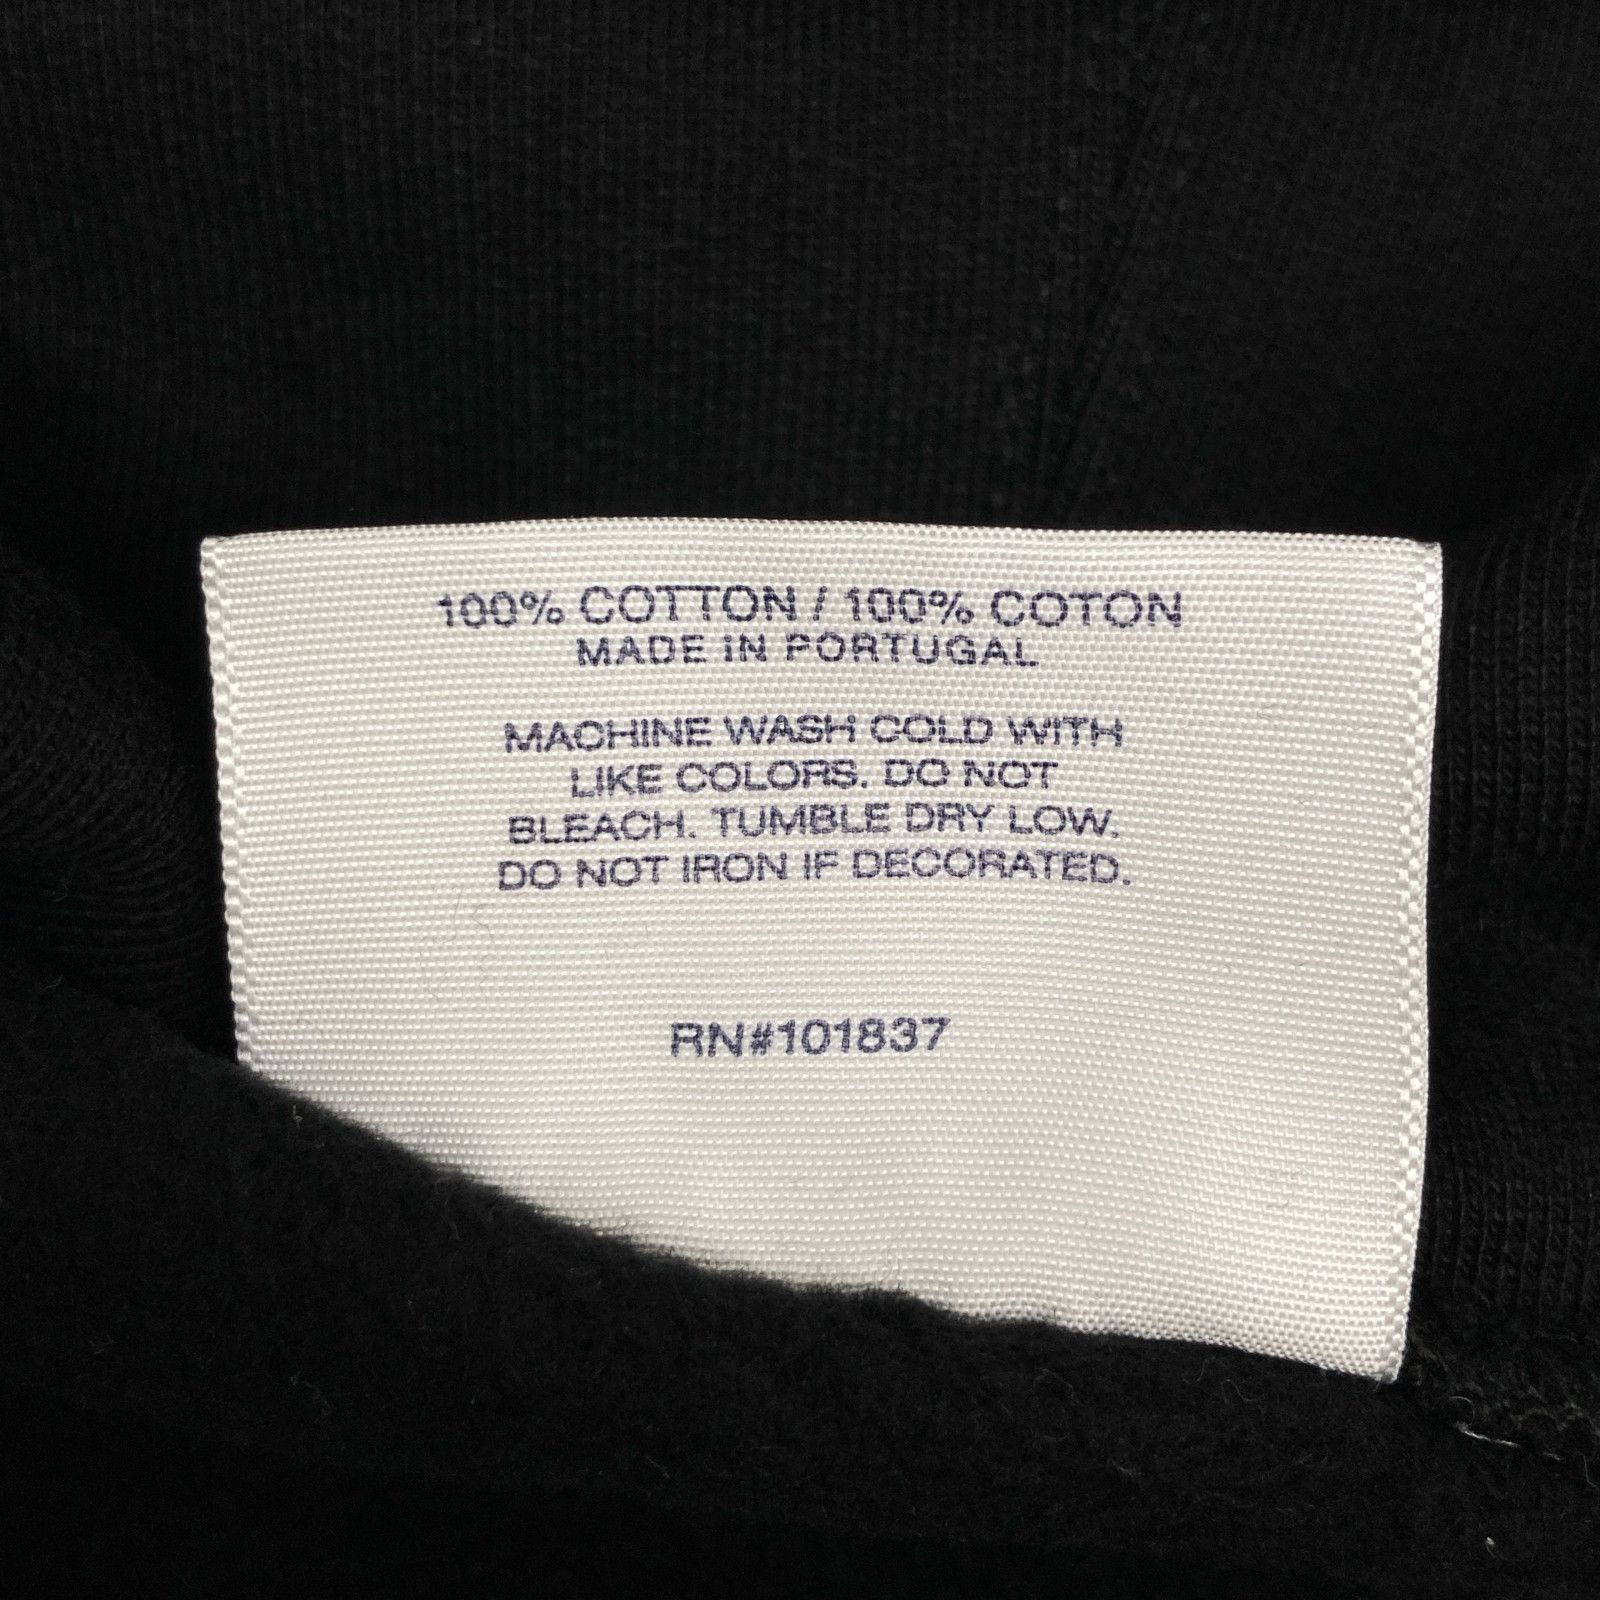 100% COTTON / 100% COTON
MADE IN PORTUGAL
MACHINE WASH COLD WITH
LIKE COLORS. DO NOT
BLEACH. TUMBLE DRY LOW.
DO NOT IRON IF DECORATED.
RN#101837